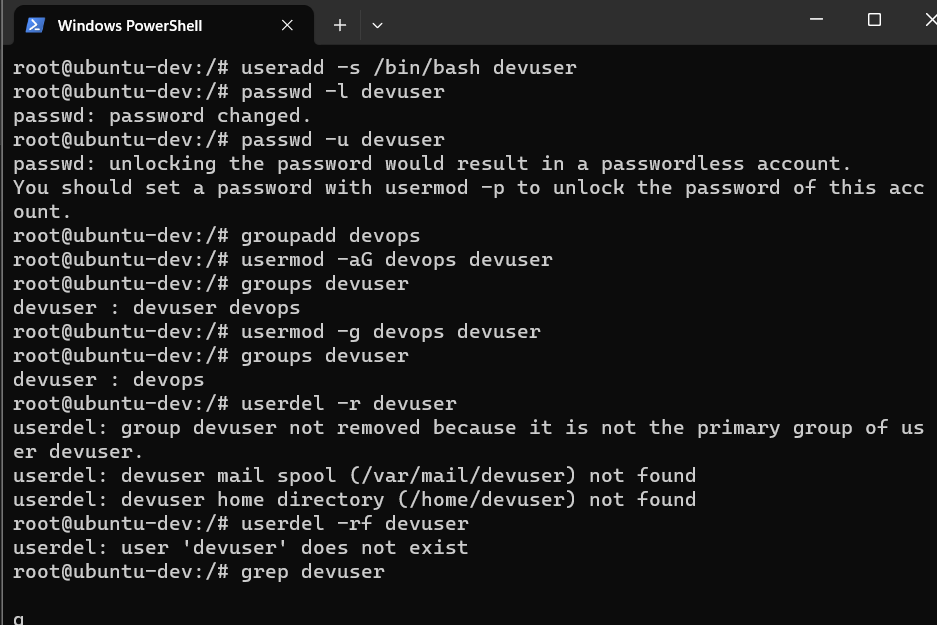 Windows PowerShell
root@ubuntu-dev:/# useradd -s /bin/bash devuser
root@ubuntu-dev:/# passwd -l devuser
passwd: password changed.
root@ubuntu-dev:/# passwd -u devuser
passwd: unlocking the password would result in a passwordless account.
You should set a password with usermod -p to unlock the password of this acc
ount.
root@ubuntu-dev:/# groupadd devops
root@ubuntu-dev:/# usermod -aG devops devuser
root@ubuntu-dev:/# groups devuser
devuser : devuser devops
root@ubuntu-dev:/# usermod -g devops devuser
root@ubuntu-dev:/# groups devuser
devuser : devops
root@ubuntu-dev:/# userdel -r devuser
userdel: group devuser not removed because it is not the primary group of us
er devuser.
userdel: devuser mail spool (/var/mail/devuser) not found
userdel: devuser home directory (/home/devuser) not found
root@ubuntu-dev:/# userdel -rf devuser
userdel: user 'devuser' does not exist
root@ubuntu-dev:/# grep devuser